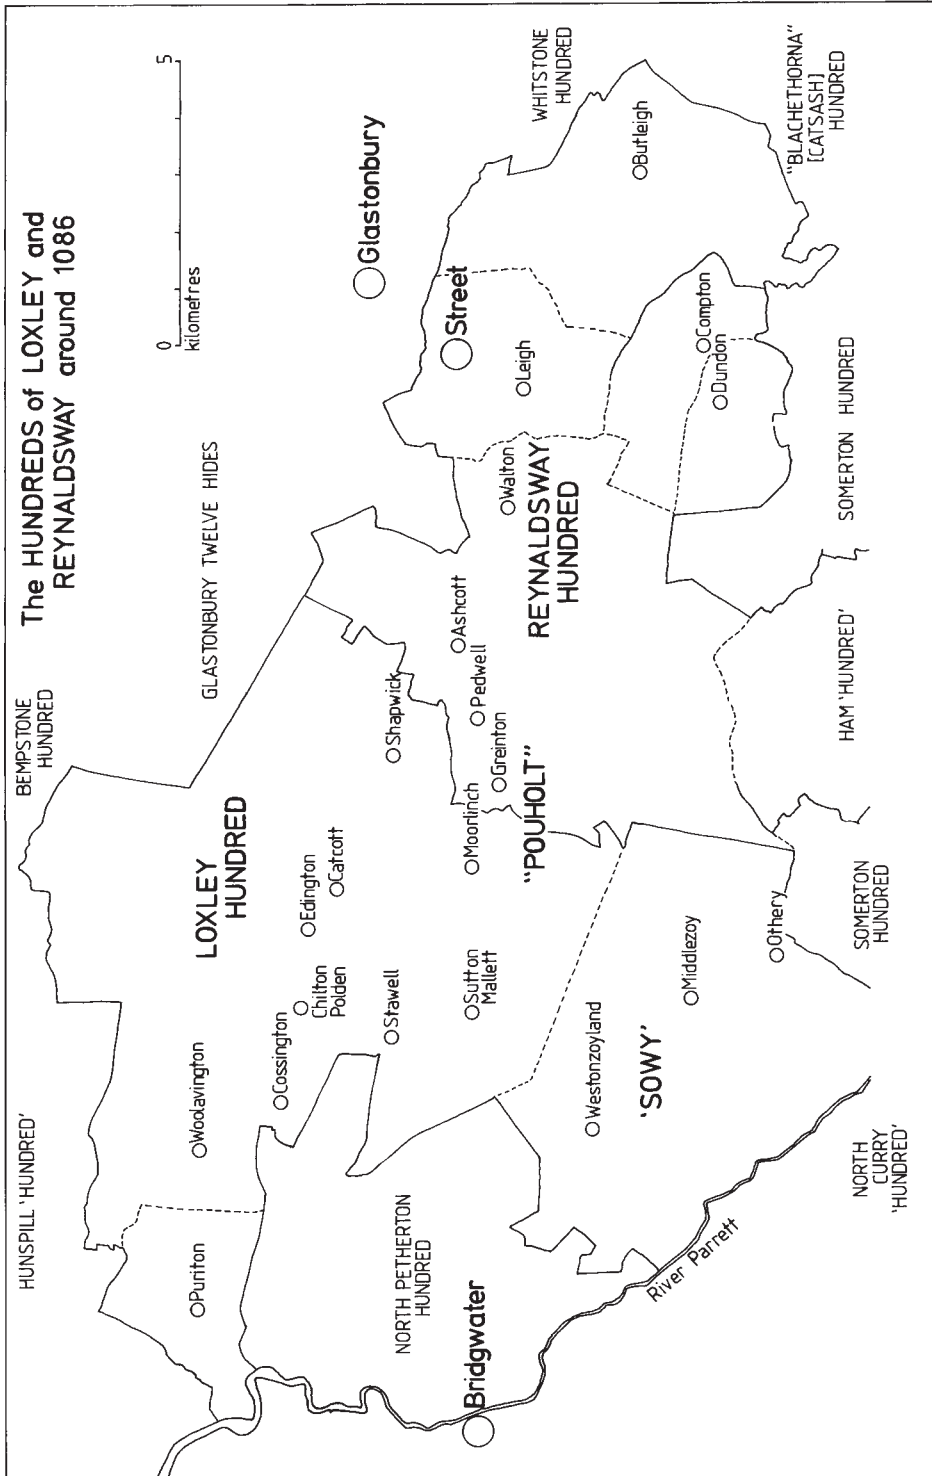 The HUNDREDS of LOXLEY and
REYNALDSWAY around 1086
0
5
kilometres
HUNSPILL 'HUNDRED'
BEMPSTONE
HUNDRED
GLASTONBURY TWELVE HIDES
Glastonbury
WHITSTONE
HUNDRED
"BLACHETHORNA"
[CATSASH]
HUNDRED
LOXLEY
HUNDRED
Puriton
Woolavington
Cossington
Chilton
Polden
Edington
Catcott
Shapwick
Stawell
Sutton
Mallett
Moorlinch
Greinton
Pedwell
Ashcott
Walton
Street
Leigh
Butleigh
Compton
Dundon
"POUHOLT"
REYNALDSWAY
HUNDRED
NORTH PETHERTON
HUNDRED
Bridgwater
River Parrett
Westonzoyland
'SOWY'
Middlezoy
Othery
NORTH
CURRY
'HUNDRED'
SOMERTON
HUNDRED
HAM 'HUNDRED'
SOMERTON HUNDRED